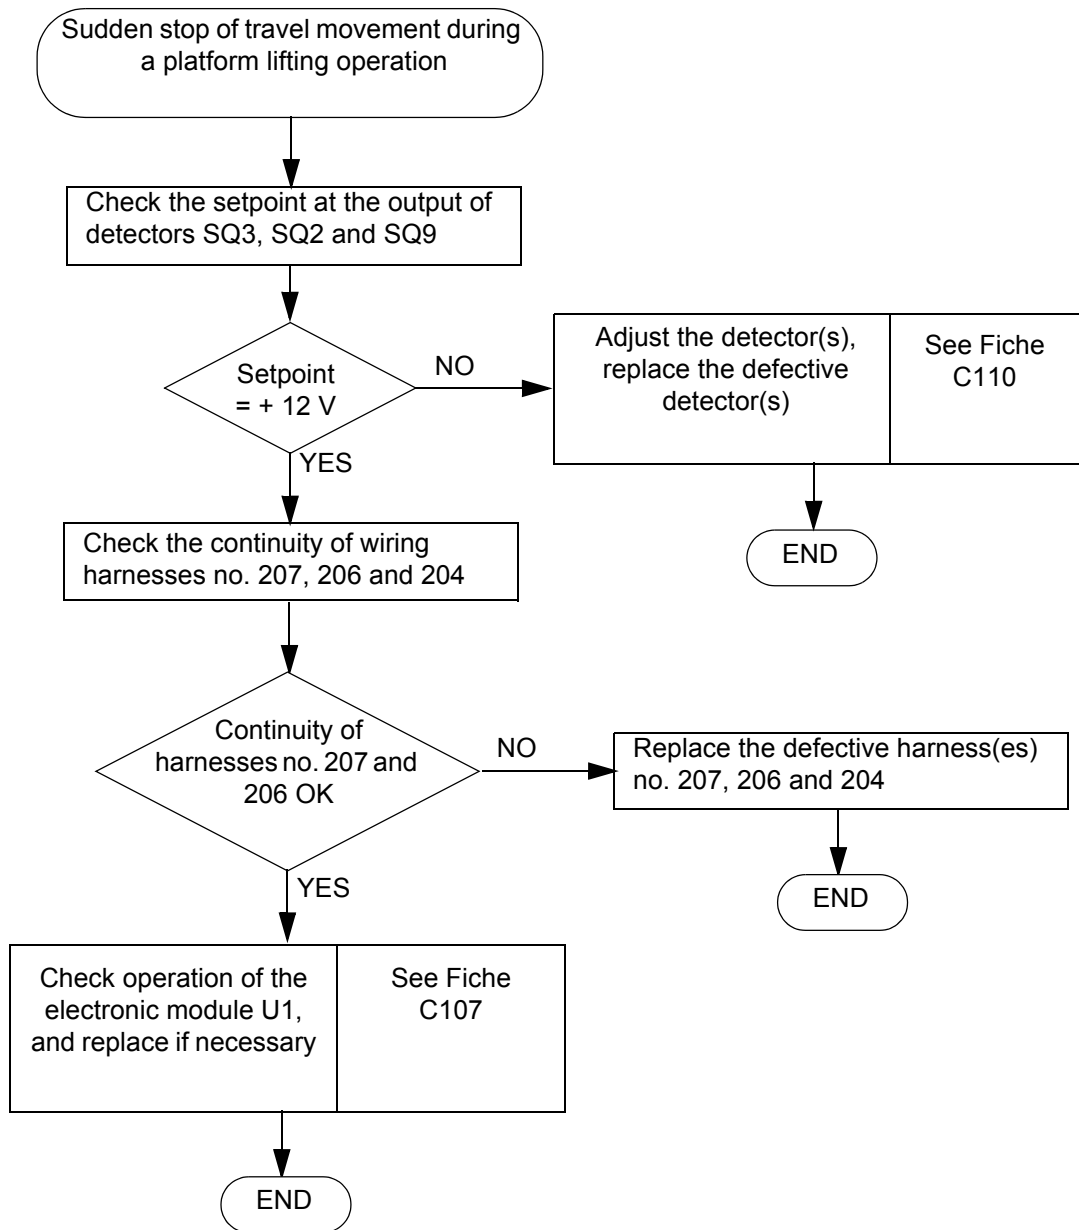 Sudden stop of travel movement during
a platform lifting operation
Check the setpoint at the output of
detectors SQ3, SQ2 and SQ9
Setpoint
= + 12 V
NO
Adjust the detector(s),
replace the defective
detector(s)
See Fiche
C110
YES
END
Check the continuity of wiring
harnesses no. 207, 206 and 204
Continuity of
harnesses no. 207 and
206 OK
NO
Replace the defective harness(es)
no. 207, 206 and 204
YES
END
Check operation of the
electronic module U1,
and replace if necessary
See Fiche
C107
END